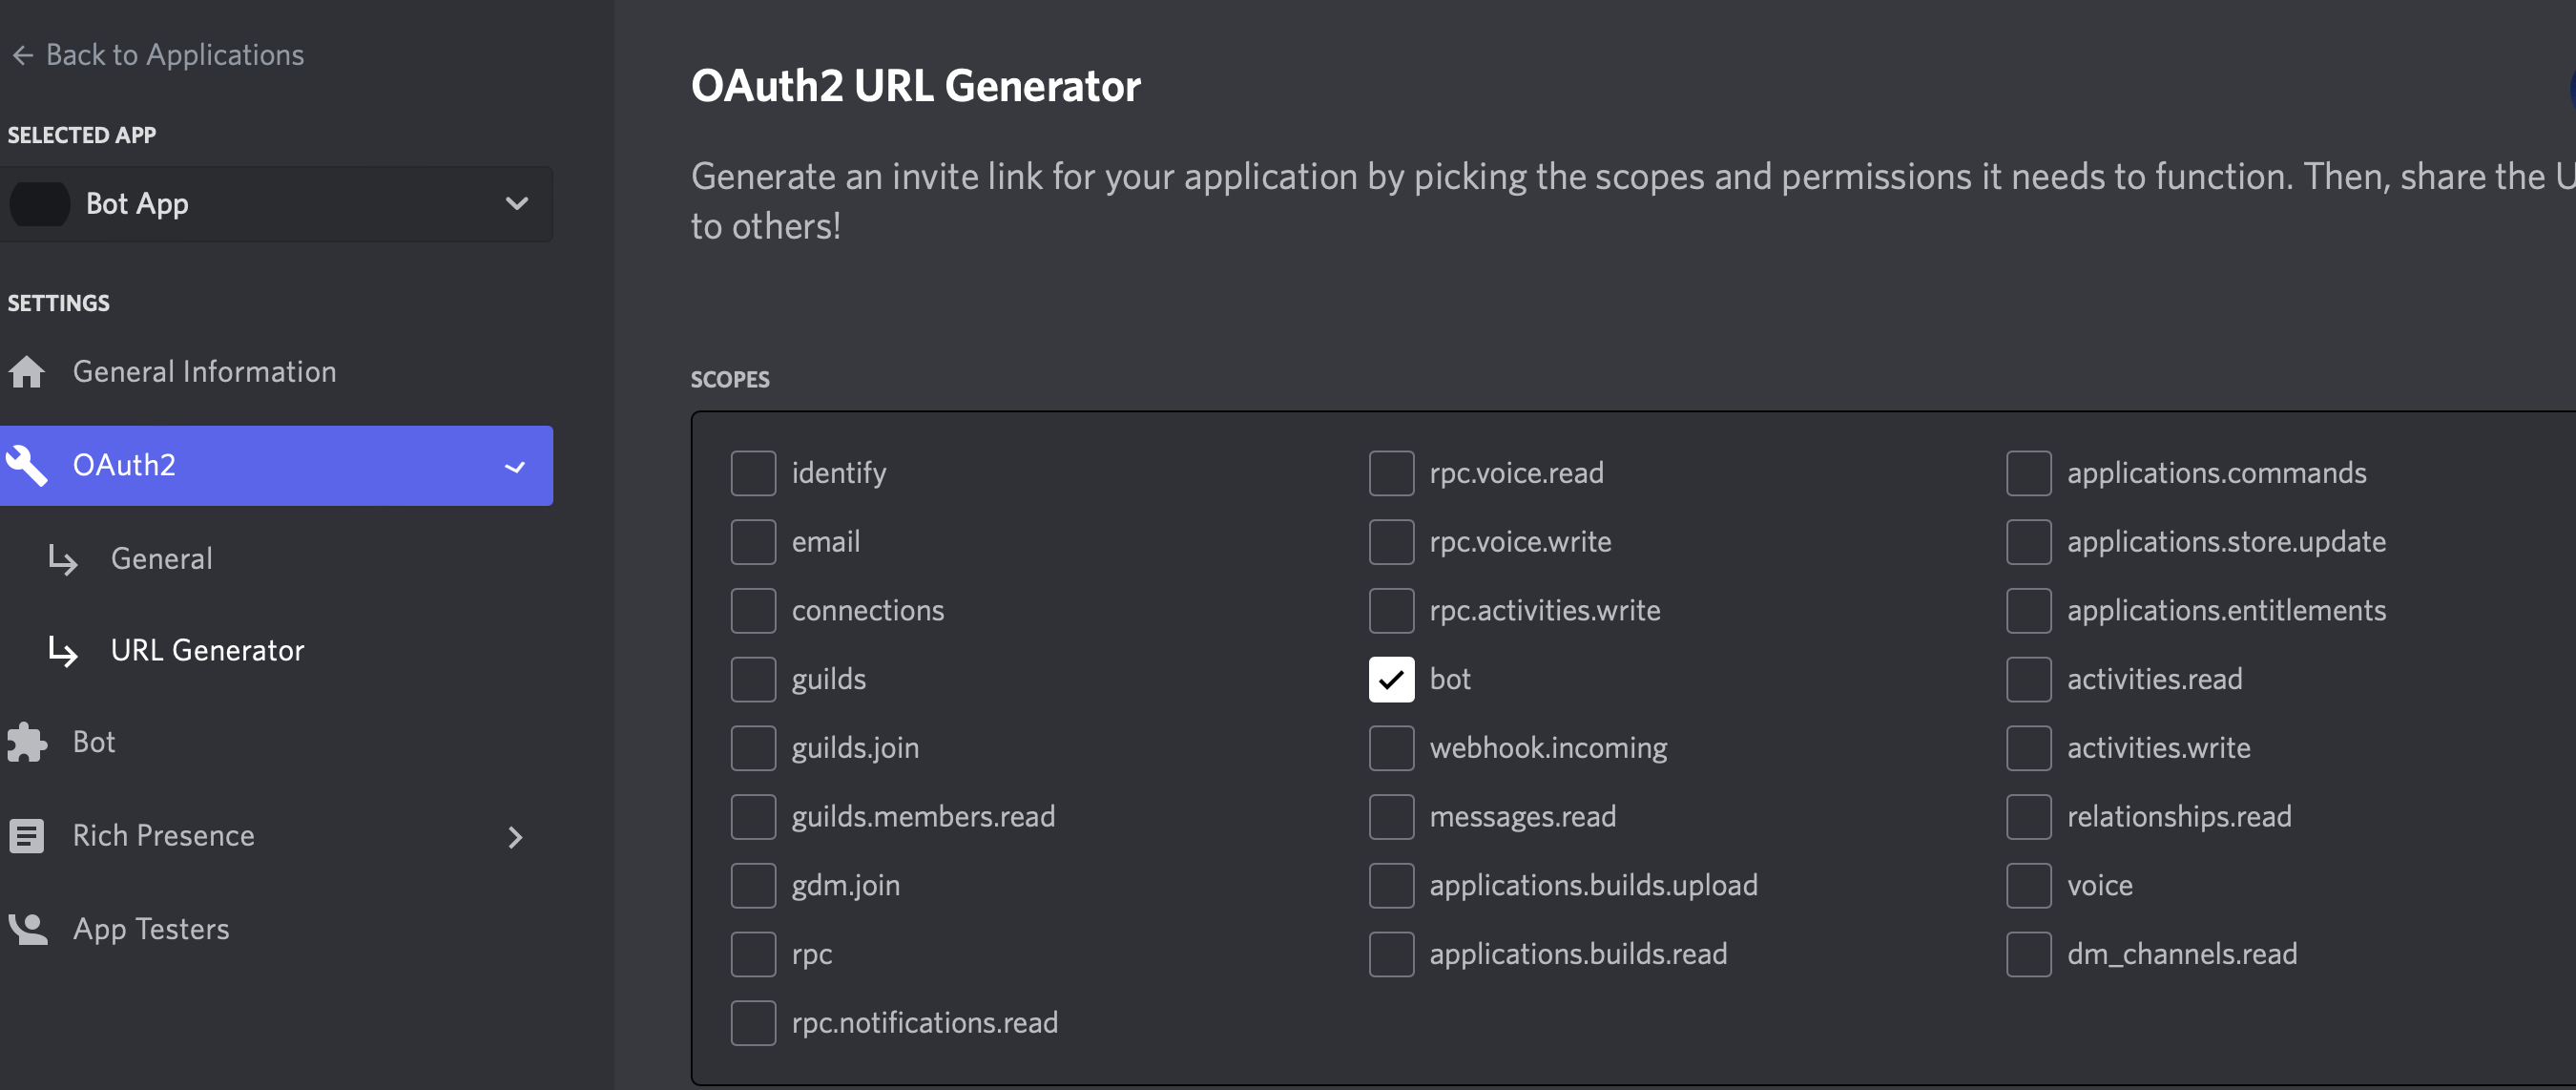 Back to Applications
SELECTED APP
Bot App
SETTINGS
General Information
OAuth2
General
URL Generator
Bot
Rich Presence
App Testers
OAuth2 URL Generator
Generate an invite link for your application by picking the scopes and permissions it needs to function. Then, share the
to others!
SCOPES
identify
email
connections
guilds
guilds.join
guilds.members.read
gdm.join
rpc
rpc.notifications.read
rpc.voice.read
rpc.voice.write
rpc.activities.write
bot
webhook.incoming
messages.read
applications.builds.upload
applications.builds.read
applications.commands
applications.store.update
applications.entitlements
activities.read
activities.write
relationships.read
voice
dm_channels.read